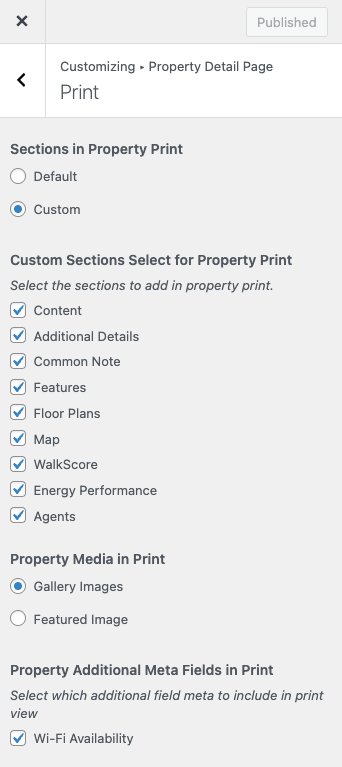 Published
Customizing ▸ Property Detail Page
Print
Sections in Property Print
Default
Custom
Custom Sections Select for Property Print
Select the sections to add in property print.
Content
Additional Details
Common Note
Features
Floor Plans
Map
WalkScore
Energy Performance
Agents
Property Media in Print
Gallery Images
Featured Image
Property Additional Meta Fields in Print
Select which additional field meta to include in print
view
Wi-Fi Availability